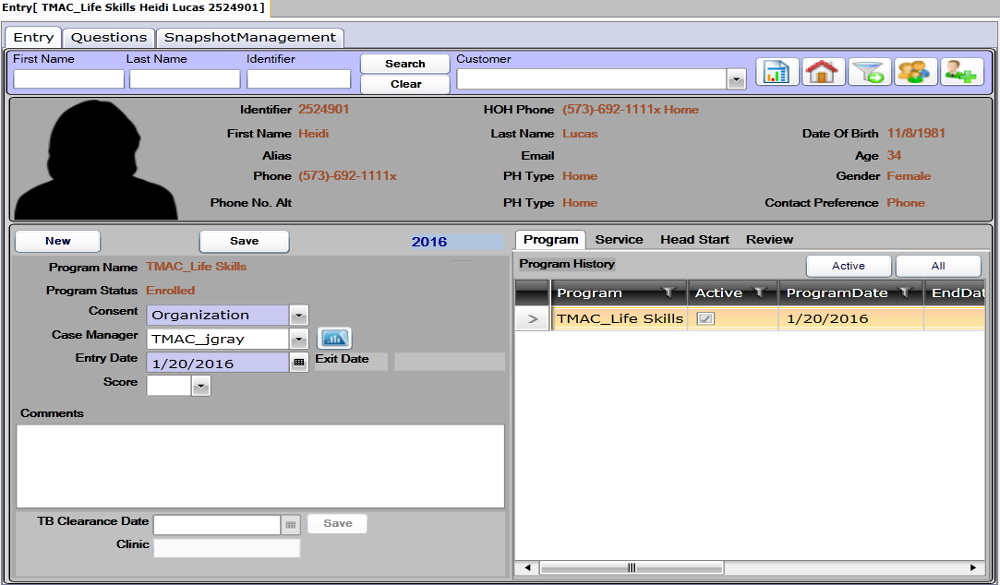 Entry[ TMAC_Life Skills Heidi Lucas 2524901]
Entry Questions SnapshotManagement
First Name Last Name Identifier Search Customer
Clear
Identifier 2524901 HOH Phone (573)-692-1111x Home
First Name Heidi Last Name Lucas Date Of Birth 11/8/1981
Alias Email Age 34
Phone (573)-692-1111x PH Type Home Gender Female
Phone No. Alt PH Type Home Contact Preference Phone
New Save 2016
Program Name TMAC_Life Skills
Program Status Enrolled
Consent Organization
Case Manager TMAC_jgray
Entry Date 1/20/2016 Exit Date
Score
Comments
TB Clearance Date Save
Clinic
Program Service Head Start Review
Program History Active All
Program Active ProgramDate EndDat
> TMAC_Life Skills 1/20/2016